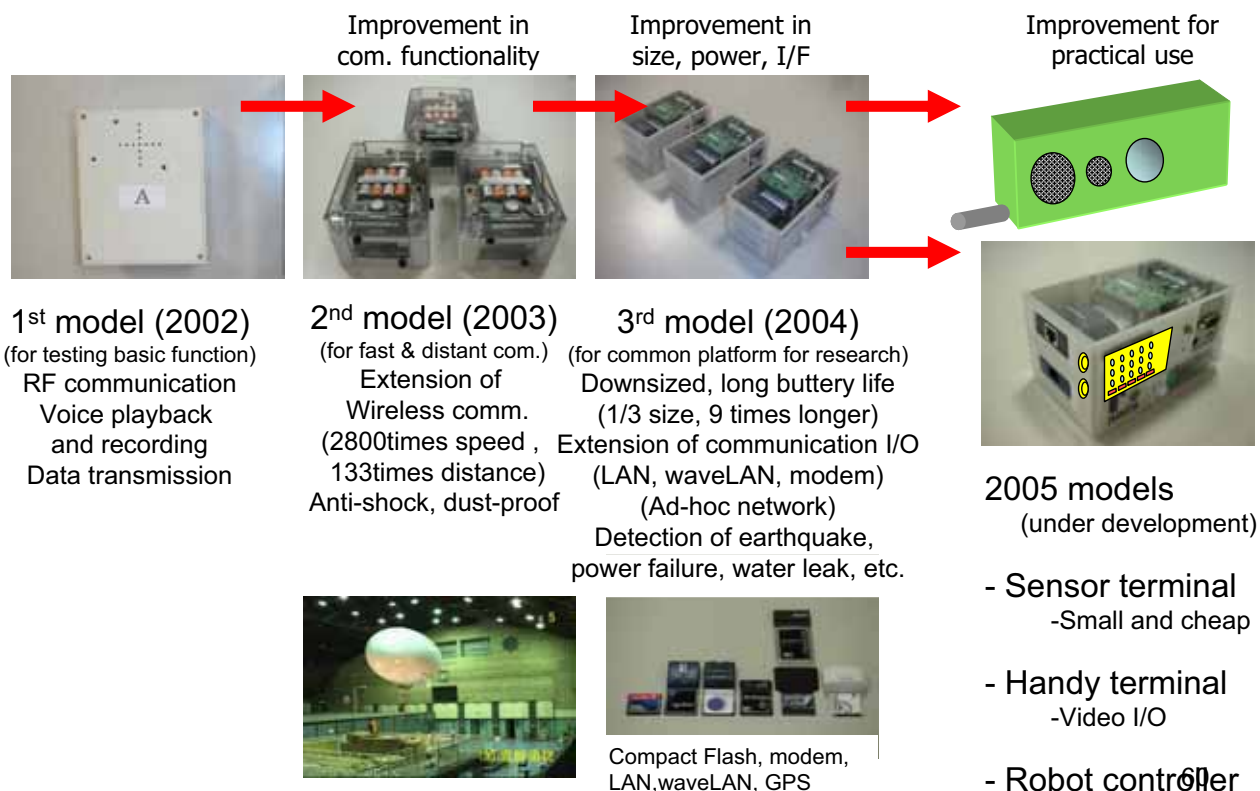 Improvement in
com. functionality
Improvement in
size, power, I/F
Improvement for
practical use
A
1st model (2002)
(for testing basic function)
RF communication
Voice playback
and recording
Data transmission
2nd model (2003)
(for fast & distant com.)
Extension of
Wireless comm.
(2800times speed ,
133times distance)
Anti-shock, dust-proof
3rd model (2004)
(for common platform for research)
Downsized, long buttery life
(1/3 size, 9 times longer)
Extension of communication I/O
(LAN, waveLAN, modem)
(Ad-hoc network)
Detection of earthquake,
power failure, water leak, etc.
Compact Flash, modem,
LAN,waveLAN, GPS
2005 models
(under development)
- Sensor terminal
-Small and cheap
- Handy terminal
-Video I/O
- Robot controller
60